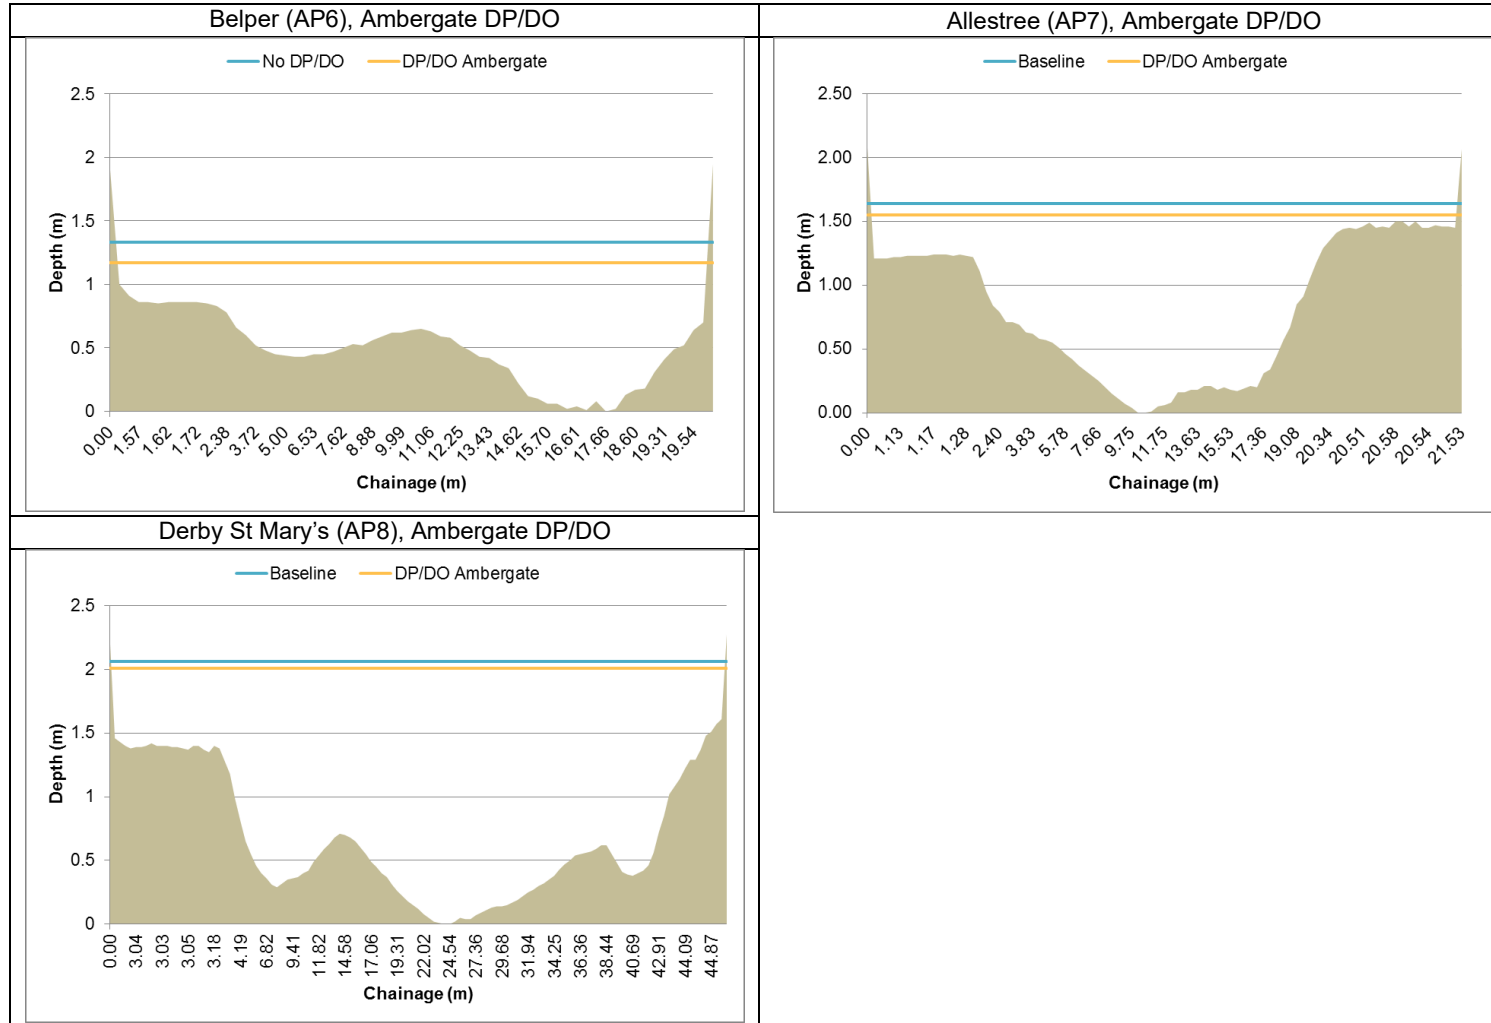 Belper (AP6), Ambergate DP/DO
No DP/DO DP/DO Ambergate
2.5
2
1.5
1
0.5
0
Depth (m)
0.00 1.57 1.62 1.72 2.38 3.72 5.00 6.53 7.62 8.88 9.99 11.06 12.25 13.43 14.62 15.70 16.61 17.66 18.60 19.31 19.54
Chainage (m)
Allestree (AP7), Ambergate DP/DO
Baseline DP/DO Ambergate
2.50
2.00
1.50
1.00
0.50
0.00
Depth (m)
0.00 1.13 1.17 1.28 2.40 3.83 5.78 7.66 9.75 11.75 13.63 15.53 17.36 19.08 20.34 20.51 20.58 20.54 21.53
Chainage (m)
Derby St Mary’s (AP8), Ambergate DP/DO
Baseline DP/DO Ambergate
2.5
2
1.5
1
0.5
0
Depth (m)
0.00 3.04 3.03 3.05 3.18 4.19 6.82 9.41 11.82 14.58 17.06 19.31 22.02 24.54 27.36 29.68 31.94 34.25 36.36 38.44 40.69 42.91 44.09 44.87
Chainage (m)